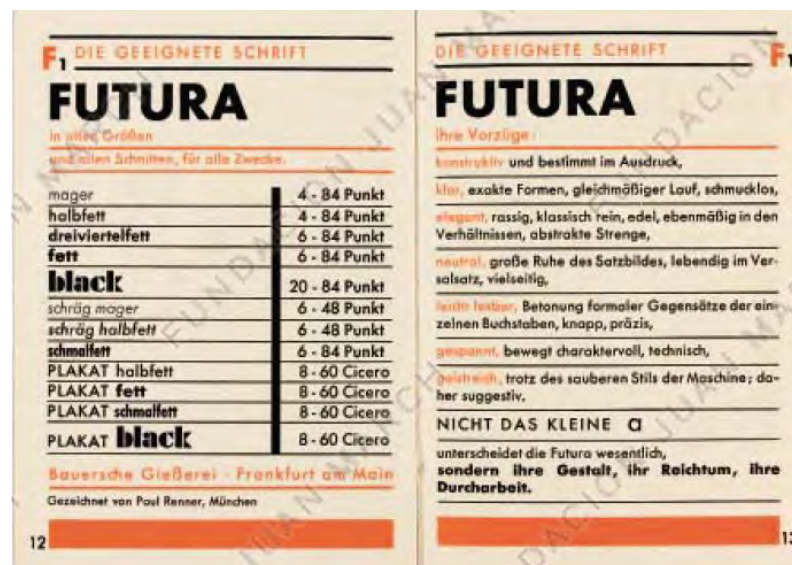 F1 DIE GEEIGNETE SCHRIFT
FUTURA
in allen Größen
und allen Schnitten, für alle Zwecke.
mager 4 - 84 Punkt
halbfett 4 - 84 Punkt
dreiviertelfett 6 - 84 Punkt
fett 6 - 84 Punkt
black 20 - 84 Punkt
schräg mager 6 - 48 Punkt
schräg halbfett 6 - 48 Punkt
schmalfett 6 - 84 Punkt
PLAKAT halbfett 8 - 60 Cicero
PLAKAT fett 8 - 60 Cicero
PLAKAT schmalfett 8 - 60 Cicero
PLAKAT black 8 - 60 Cicero
Bauersche Gießerei · Frankfurt am Main
Gezeichnet von Paul Renner, München
12
DIE GEEIGNETE SCHRIFT F1
FUTURA
ihre Vorzüge:
konstruktiv und bestimmt im Ausdruck,
klar, exakte Formen, gleichmäßiger Lauf, schmucklos,
elegant, rassig, klassisch rein, edel, ebenmäßig in den
Verhältnissen, abstrakte Strenge,
neutral, große Ruhe des Satzbildes, lebendig im Ver-
salsatz, vielseitig,
leicht lesbar, Betonung formaler Gegensätze der ein-
zelnen Buchstaben, knapp, präzis,
gespannt, bewegt charaktervoll, technisch,
geistreich, trotz des sauberen Stils der Maschine; da-
her suggestiv.
NICHT DAS KLEINE a
unterscheidet die Futura wesentlich,
sondern ihre Gestalt, ihr Reichtum, ihre
Durcharbeit.
13
FUNDACION JUAN MARCH